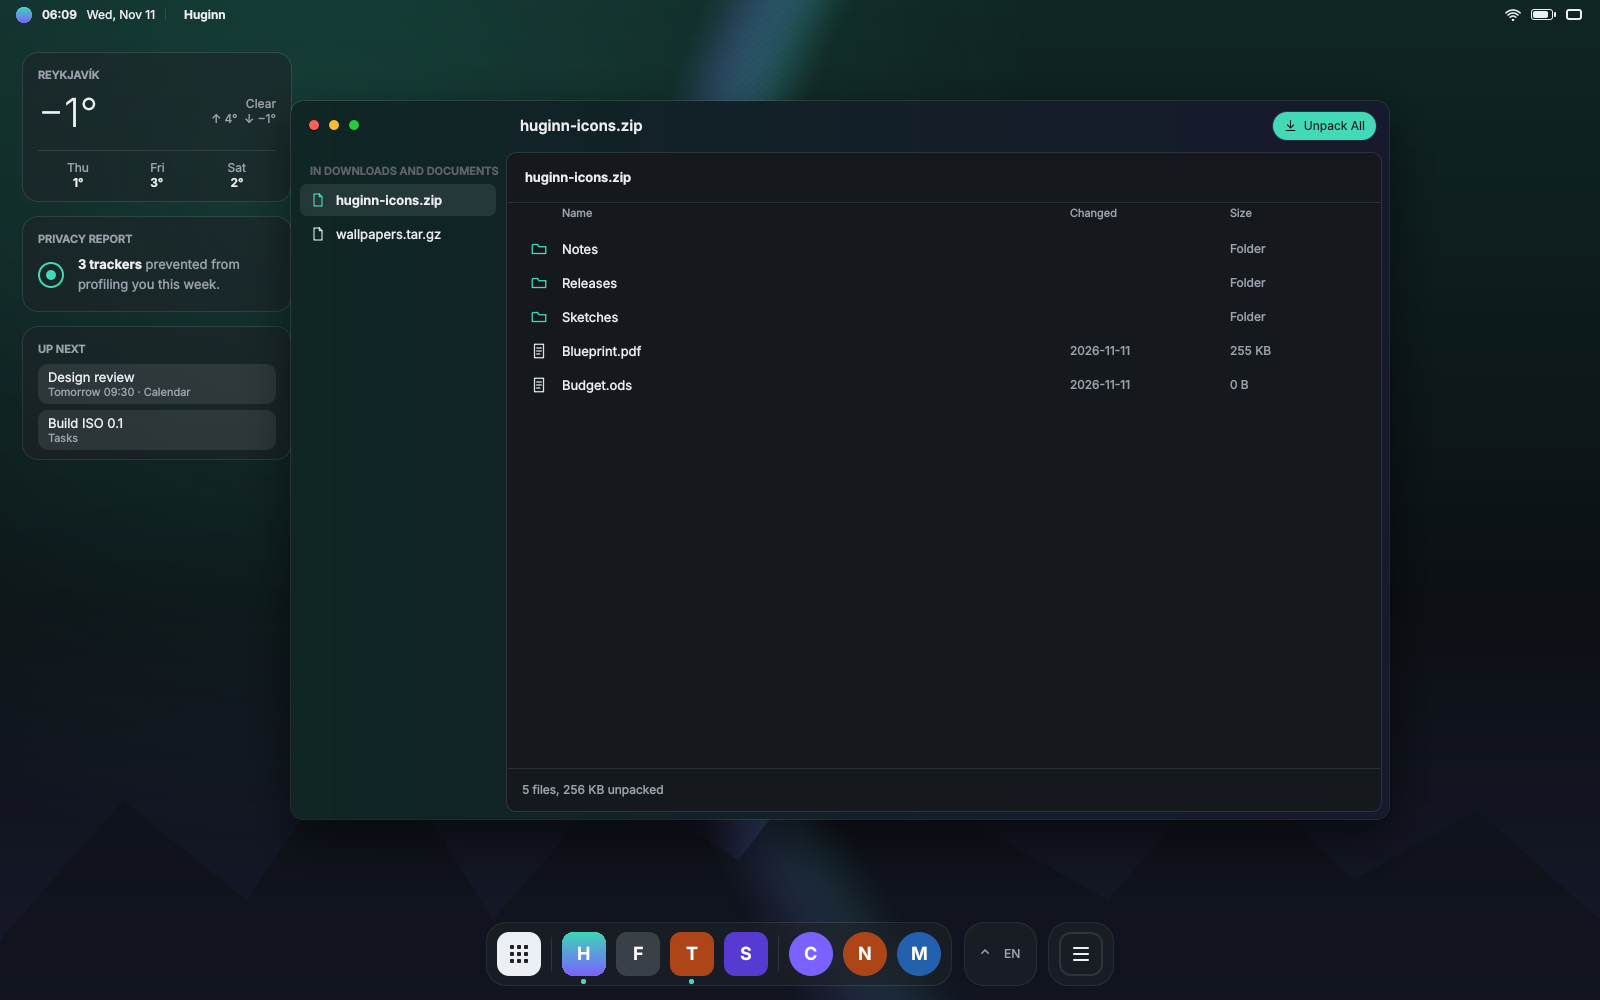 06:09 Wed, Nov 11 Huginn
REYKJAVÍK
−1°
Clear
↑ 4° ↓ −1°
Thu Fri Sat
1° 3° 2°
PRIVACY REPORT
3 trackers prevented from
profiling you this week.
UP NEXT
Design review
Tomorrow 09:30 · Calendar
Build ISO 0.1
Tasks
huginn-icons.zip
Unpack All
IN DOWNLOADS AND DOCUMENTS
huginn-icons.zip
wallpapers.tar.gz
huginn-icons.zip
Name Changed Size
Notes Folder
Releases Folder
Sketches Folder
Blueprint.pdf 2026-11-11 255 KB
Budget.ods 2026-11-11 0 B
5 files, 256 KB unpacked
H F T S C N M EN